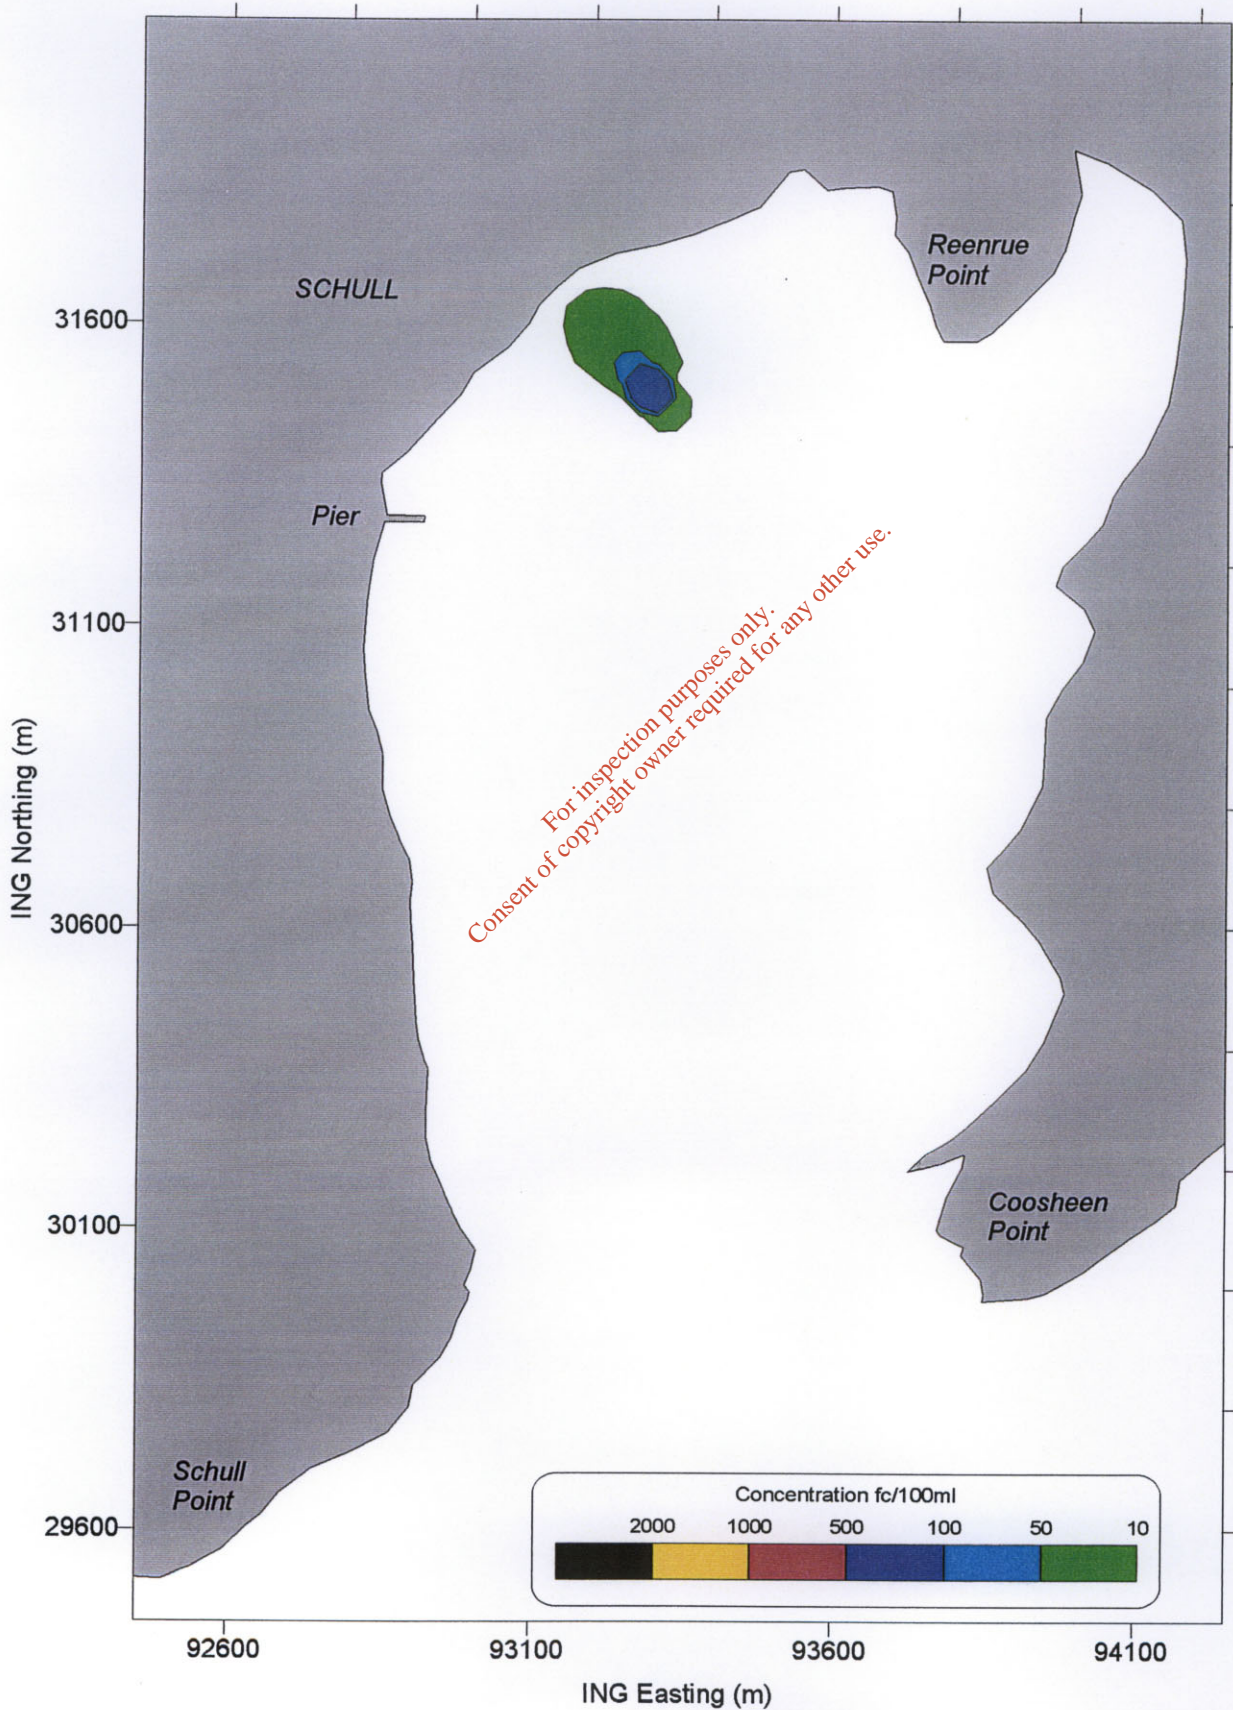 SCHULL
Reenrue
Point
31600
Pier
31100
For inspection purposes only.
Consent of copyright owner required for any other use.
ING Northing (m)
30600
30100
Coosheen
Point
Schull
Point
29600
Concentration fc/100ml
2000 1000 500 100 50 10
92600 93100 93600 94100
ING Easting (m)